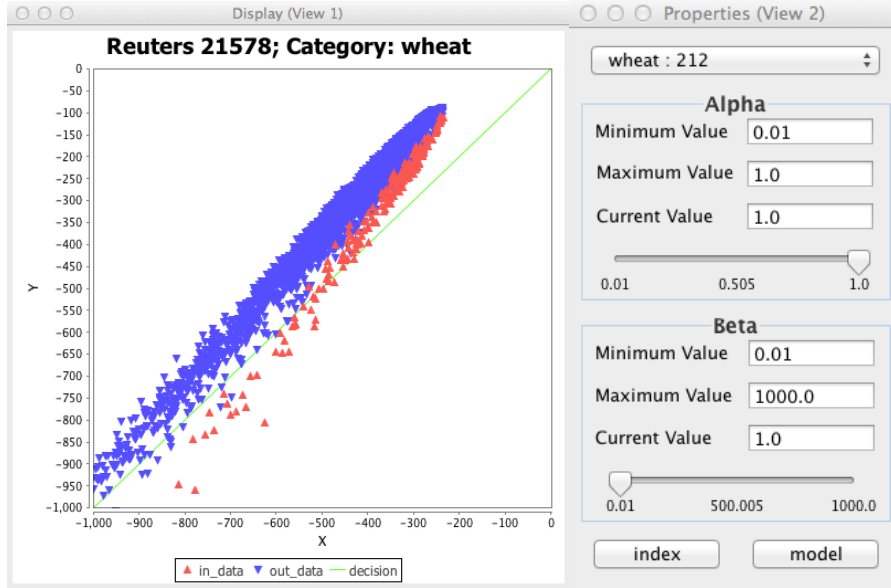 Display (View 1)
Reuters 21578; Category: wheat
0
-50
-100
-150
-200
-250
-300
-350
-400
-450
-500
-550
-600
-650
-700
-750
-800
-850
-900
-950
-1,000
Y
-1,000 -900 -800 -700 -600 -500 -400 -300 -200 -100 0
X
in_data out_data decision
Properties (View 2)
wheat : 212
Alpha
Minimum Value 0.01
Maximum Value 1.0
Current Value 1.0
0.01 0.505 1.0
Beta
Minimum Value 0.01
Maximum Value 1000.0
Current Value 1.0
0.01 500.005 1000.0
index model